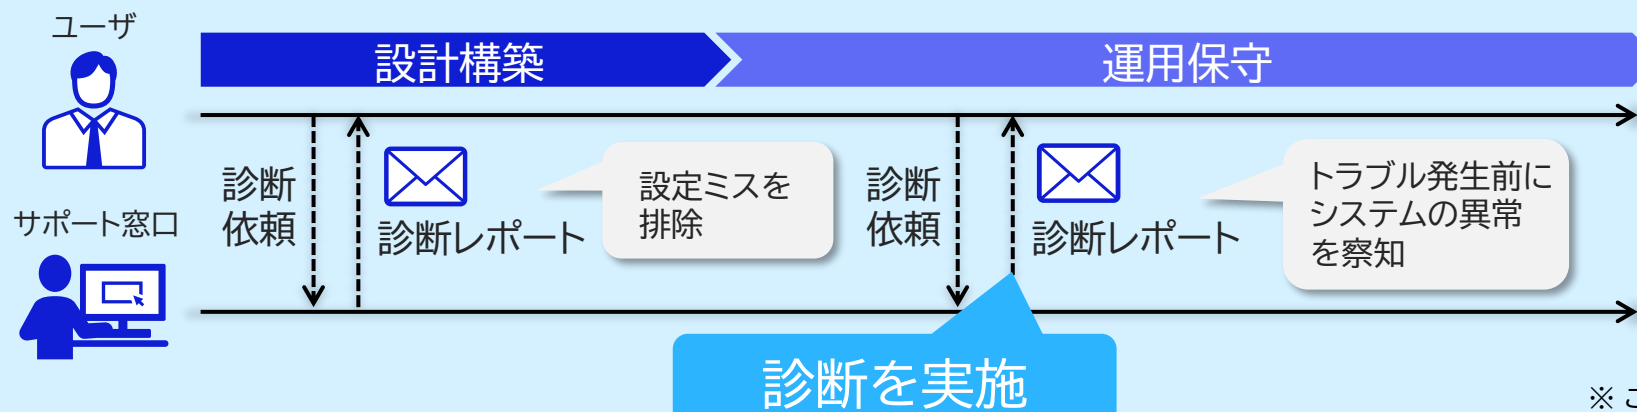 ユーザ
設計構築
運用保守
診断
依頼
診断レポート
設定ミスを
排除
診断
依頼
診断レポート
トラブル発生前に
システムの異常
を察知
サポート窓口
診断を実施
※ こ